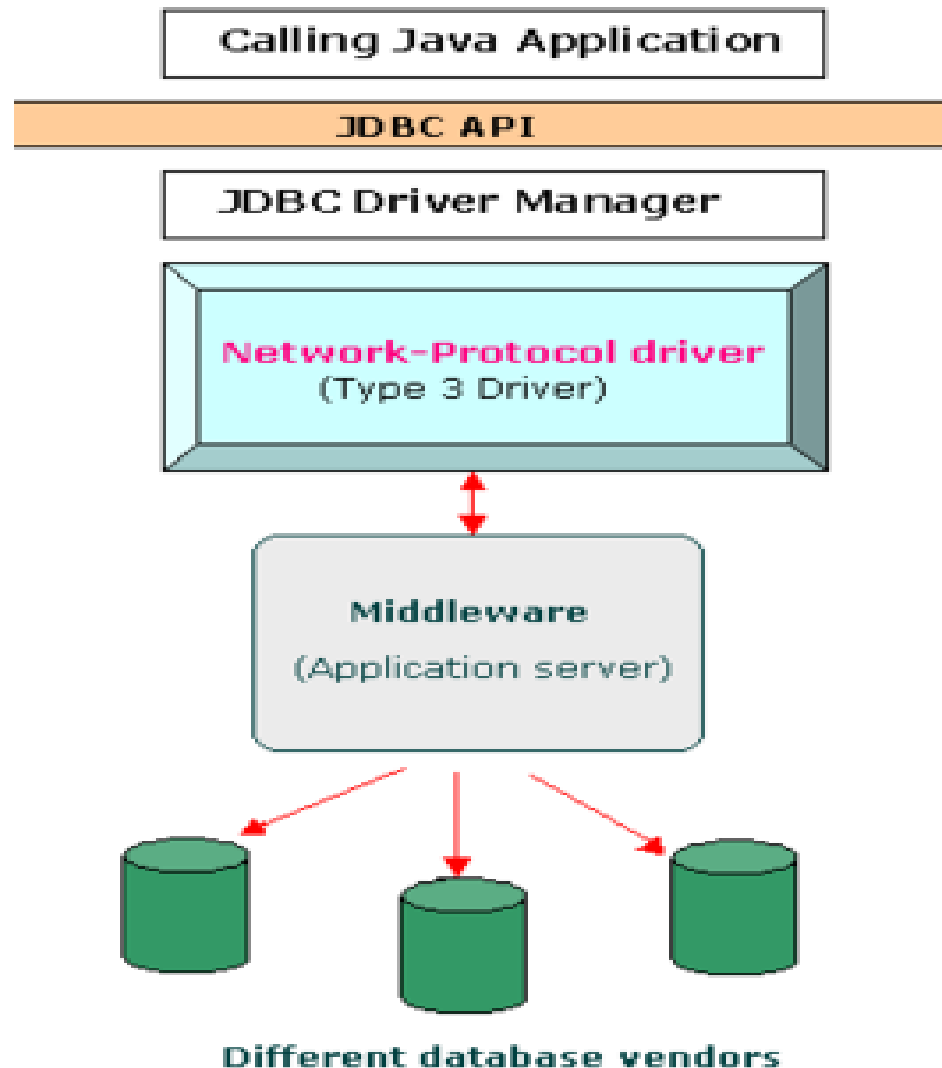 Calling Java Application
JDBC API
JDBC Driver Manager
Network-Protocol driver
(Type 3 Driver)
Middleware
(Application server)
Different database vendors